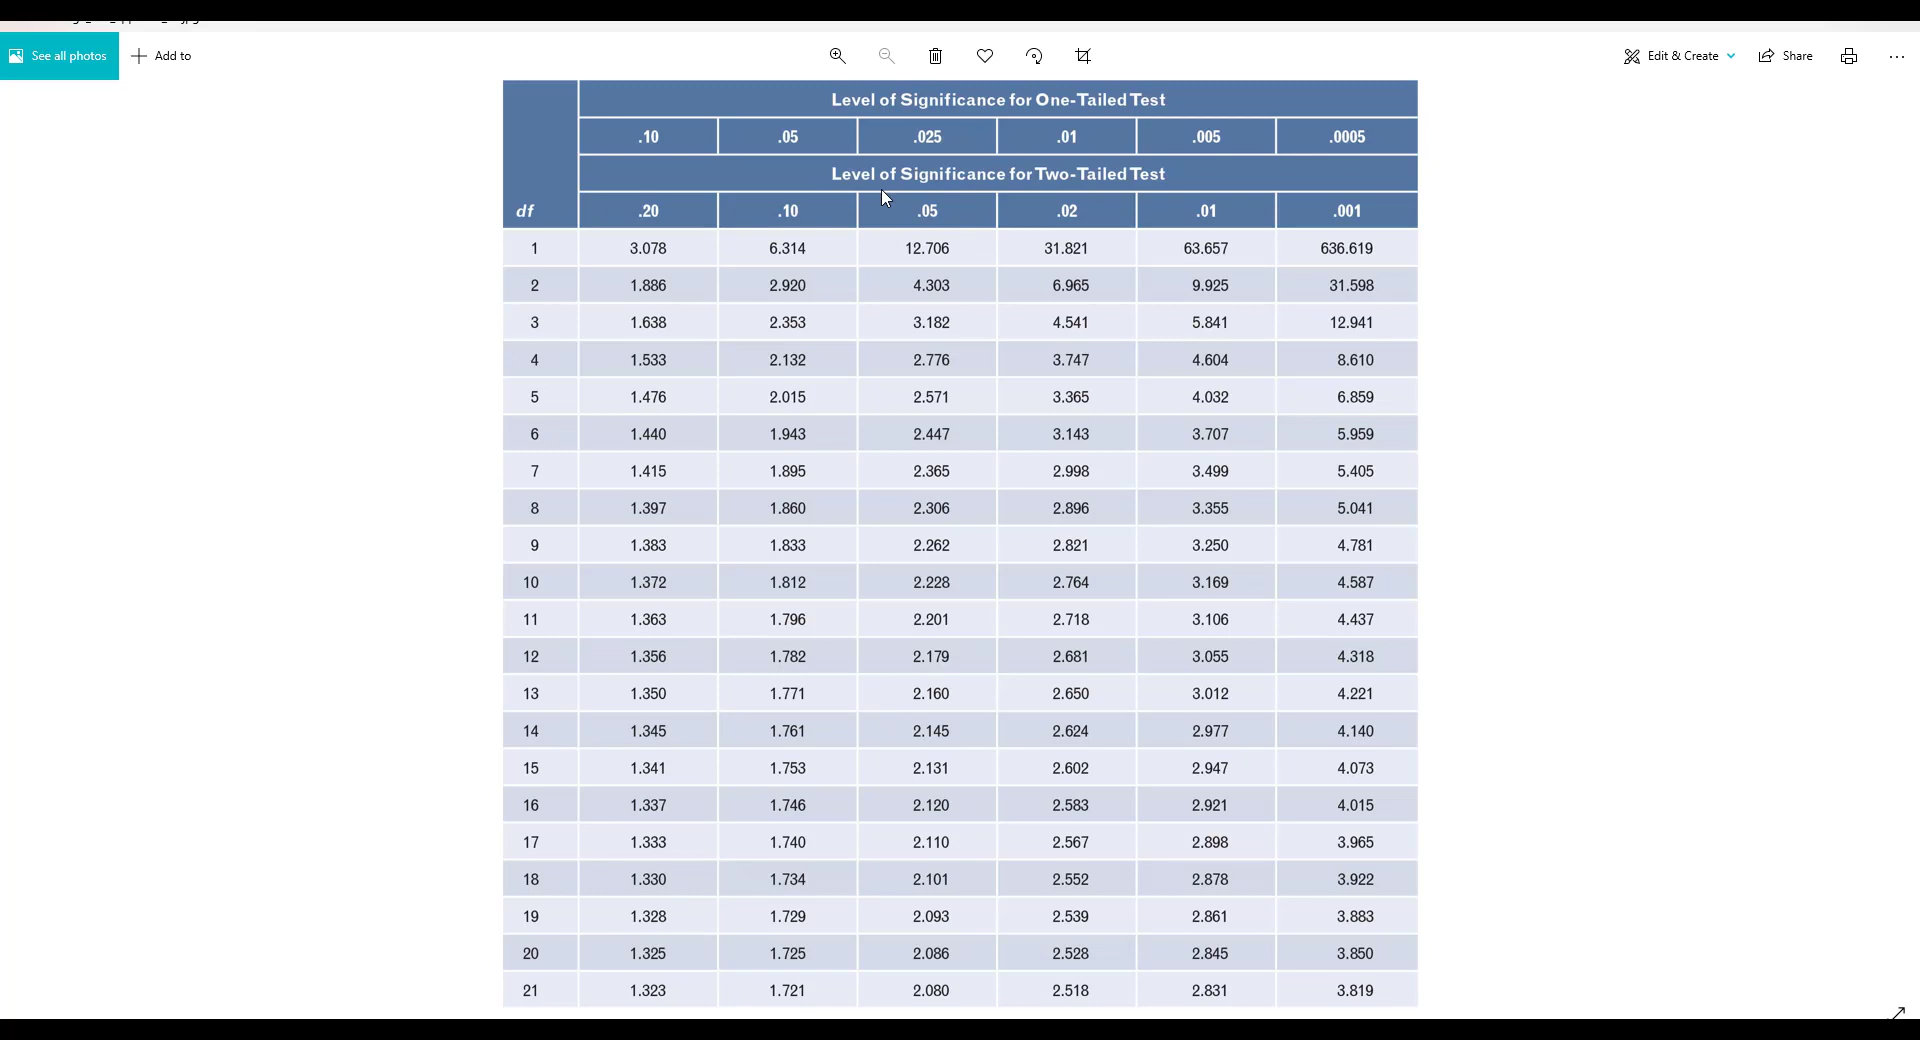 See all photos Add to Edit & Create Share
Level of Significance for One-Tailed Test
.10 .05 .025 .01 .005 .0005
Level of Significance for Two-Tailed Test
df .20 .10 .05 .02 .01 .001
1 3.078 6.314 12.706 31.821 63.657 636.619
2 1.886 2.920 4.303 6.965 9.925 31.598
3 1.638 2.353 3.182 4.541 5.841 12.941
4 1.533 2.132 2.776 3.747 4.604 8.610
5 1.476 2.015 2.571 3.365 4.032 6.859
6 1.440 1.943 2.447 3.143 3.707 5.959
7 1.415 1.895 2.365 2.998 3.499 5.405
8 1.397 1.860 2.306 2.896 3.355 5.041
9 1.383 1.833 2.262 2.821 3.250 4.781
10 1.372 1.812 2.228 2.764 3.169 4.587
11 1.363 1.796 2.201 2.718 3.106 4.437
12 1.356 1.782 2.179 2.681 3.055 4.318
13 1.350 1.771 2.160 2.650 3.012 4.221
14 1.345 1.761 2.145 2.624 2.977 4.140
15 1.341 1.753 2.131 2.602 2.947 4.073
16 1.337 1.746 2.120 2.583 2.921 4.015
17 1.333 1.740 2.110 2.567 2.898 3.965
18 1.330 1.734 2.101 2.552 2.878 3.922
19 1.328 1.729 2.093 2.539 2.861 3.883
20 1.325 1.725 2.086 2.528 2.845 3.850
21 1.323 1.721 2.080 2.518 2.831 3.819